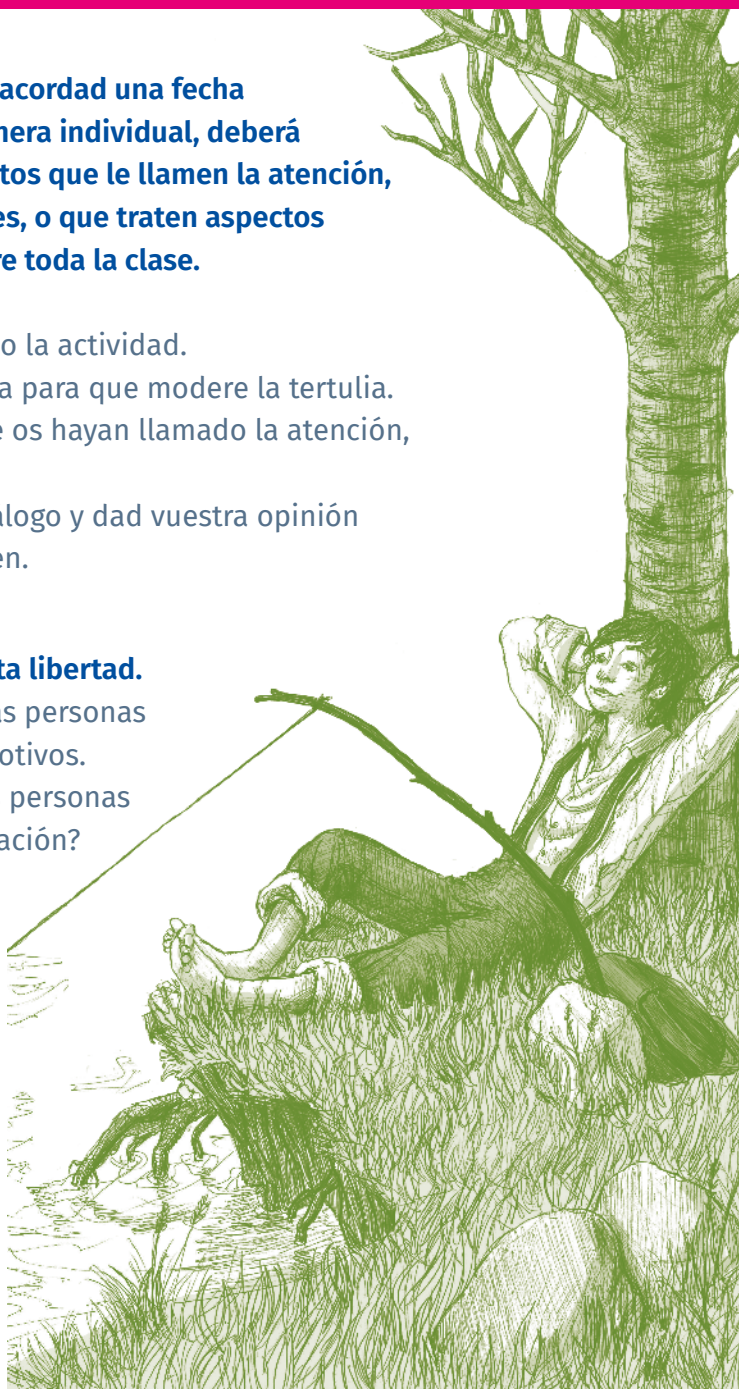 acordad una fecha
nera individual, deberá
tos que le llamen la atención,
es, o que traten aspectos
re toda la clase.
o la actividad.
a para que modere la tertulia.
e os hayan llamado la atención,
álogo y dad vuestra opinión
en.
ta libertad.
as personas
otivos.
personas
ación?